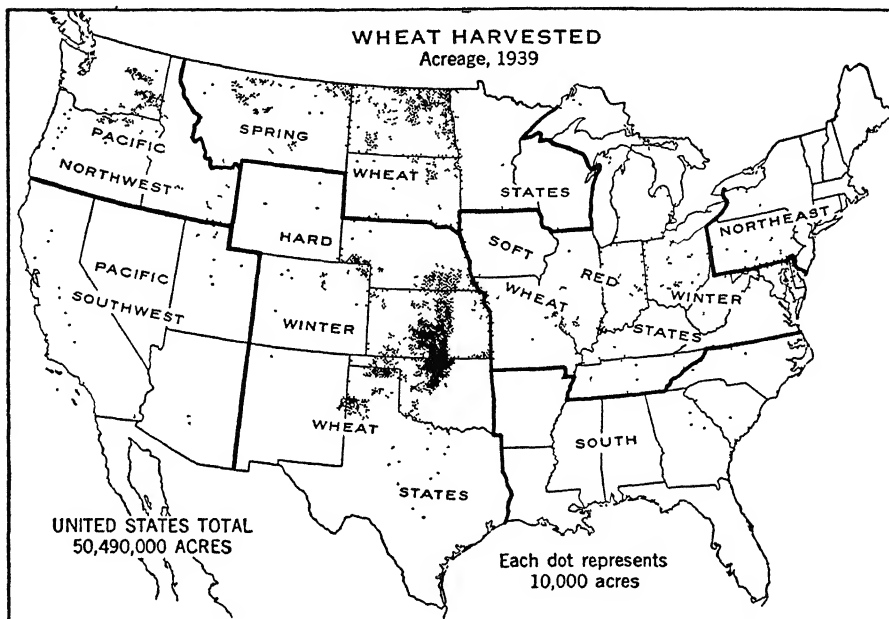 WHEAT HARVESTED
Acreage, 1939
PACIFIC
NORTHWEST
SPRING
WHEAT
STATES
HARD
WINTER
WHEAT
STATES
PACIFIC
SOUTHWEST
SOFT
RED
WHEAT
WINTER
STATES
NORTHEAST
SOUTH
UNITED STATES TOTAL
50,490,000 ACRES
Each dot represents
10,000 acres